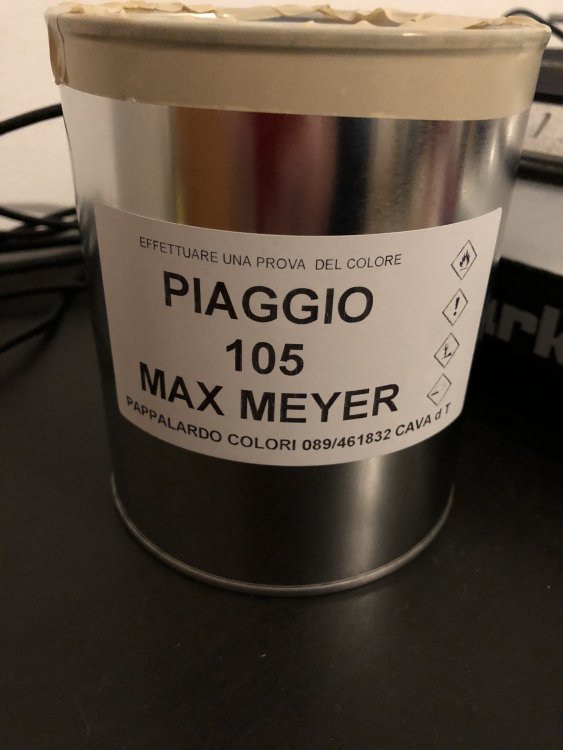 EFFETTUARE UNA PROVA DEL COLORE
PIAGGIO
105
MAX MEYER
PAPPALARDO COLORI 089/461832 CAVA d T